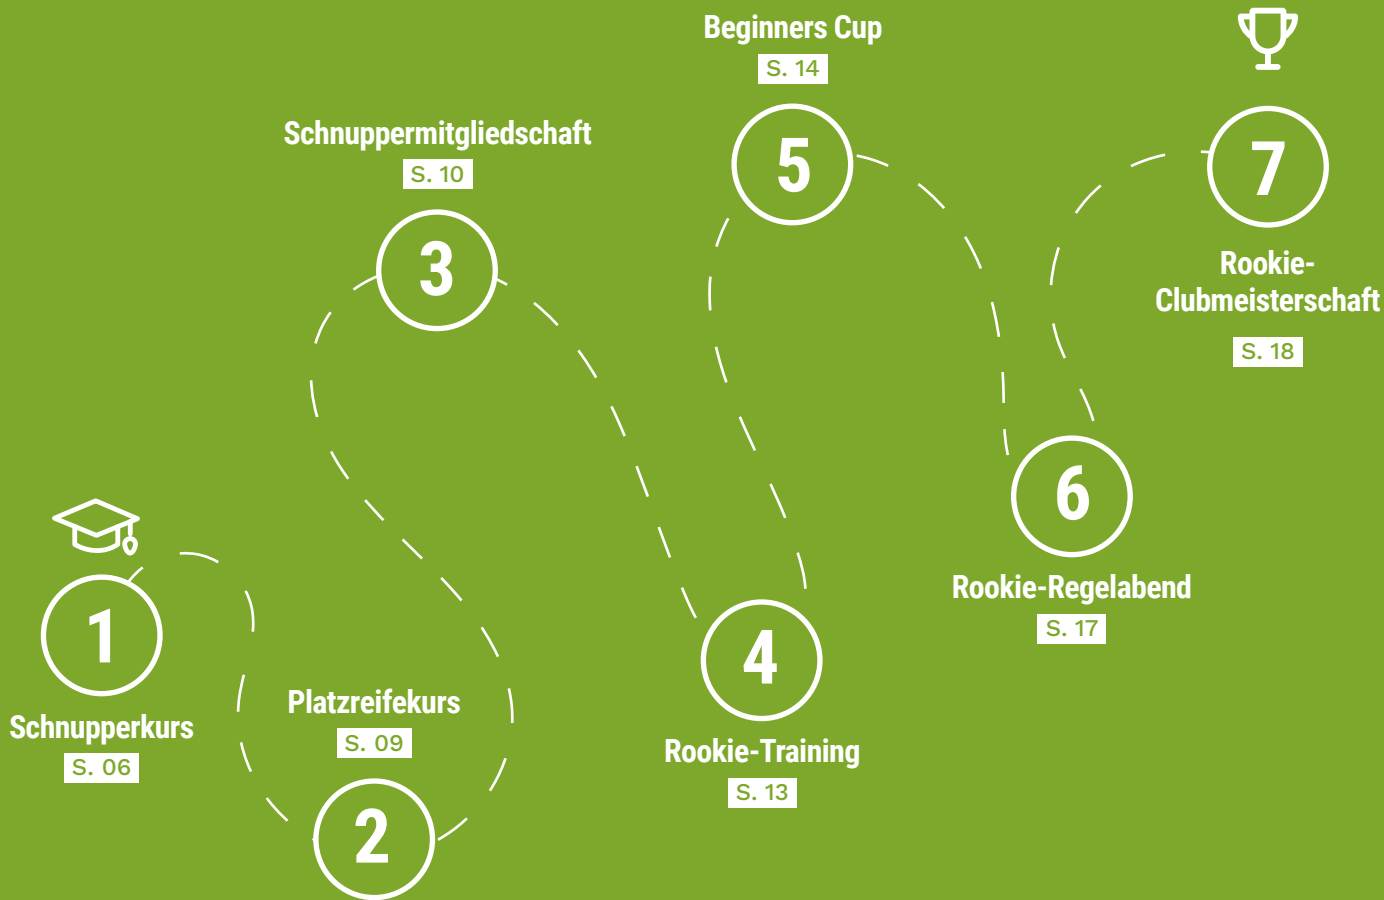 1
Schnupperkurs
S. 06
Platzreifekurs
S. 09
2
Schnuppermitgliedschaft
S. 10
3
4
Rookie-Training
S. 13
Beginners Cup
S. 14
5
6
Rookie-Regelabend
S. 17
7
Rookie-
Clubmeisterschaft
S. 18